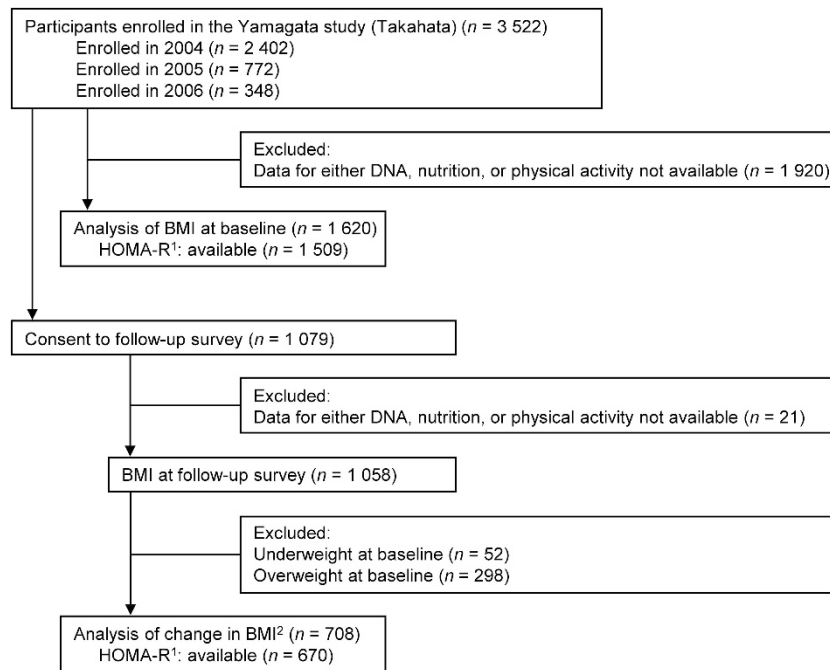 Participants enrolled in the Yamagata study (Takahata) (n = 3 522)
Enrolled in 2004 (n = 2 402)
Enrolled in 2005 (n = 772)
Enrolled in 2006 (n = 348)
Excluded:
Data for either DNA, nutrition, or physical activity not available (n = 1 920)
Analysis of BMI at baseline (n = 1 620)
HOMA-R¹: available (n = 1 509)
Consent to follow-up survey (n = 1 079)
Excluded:
Data for either DNA, nutrition, or physical activity not available (n = 21)
BMI at follow-up survey (n = 1 058)
Excluded:
Underweight at baseline (n = 52)
Overweight at baseline (n = 298)
Analysis of change in BMI² (n = 708)
HOMA-R¹: available (n = 670)